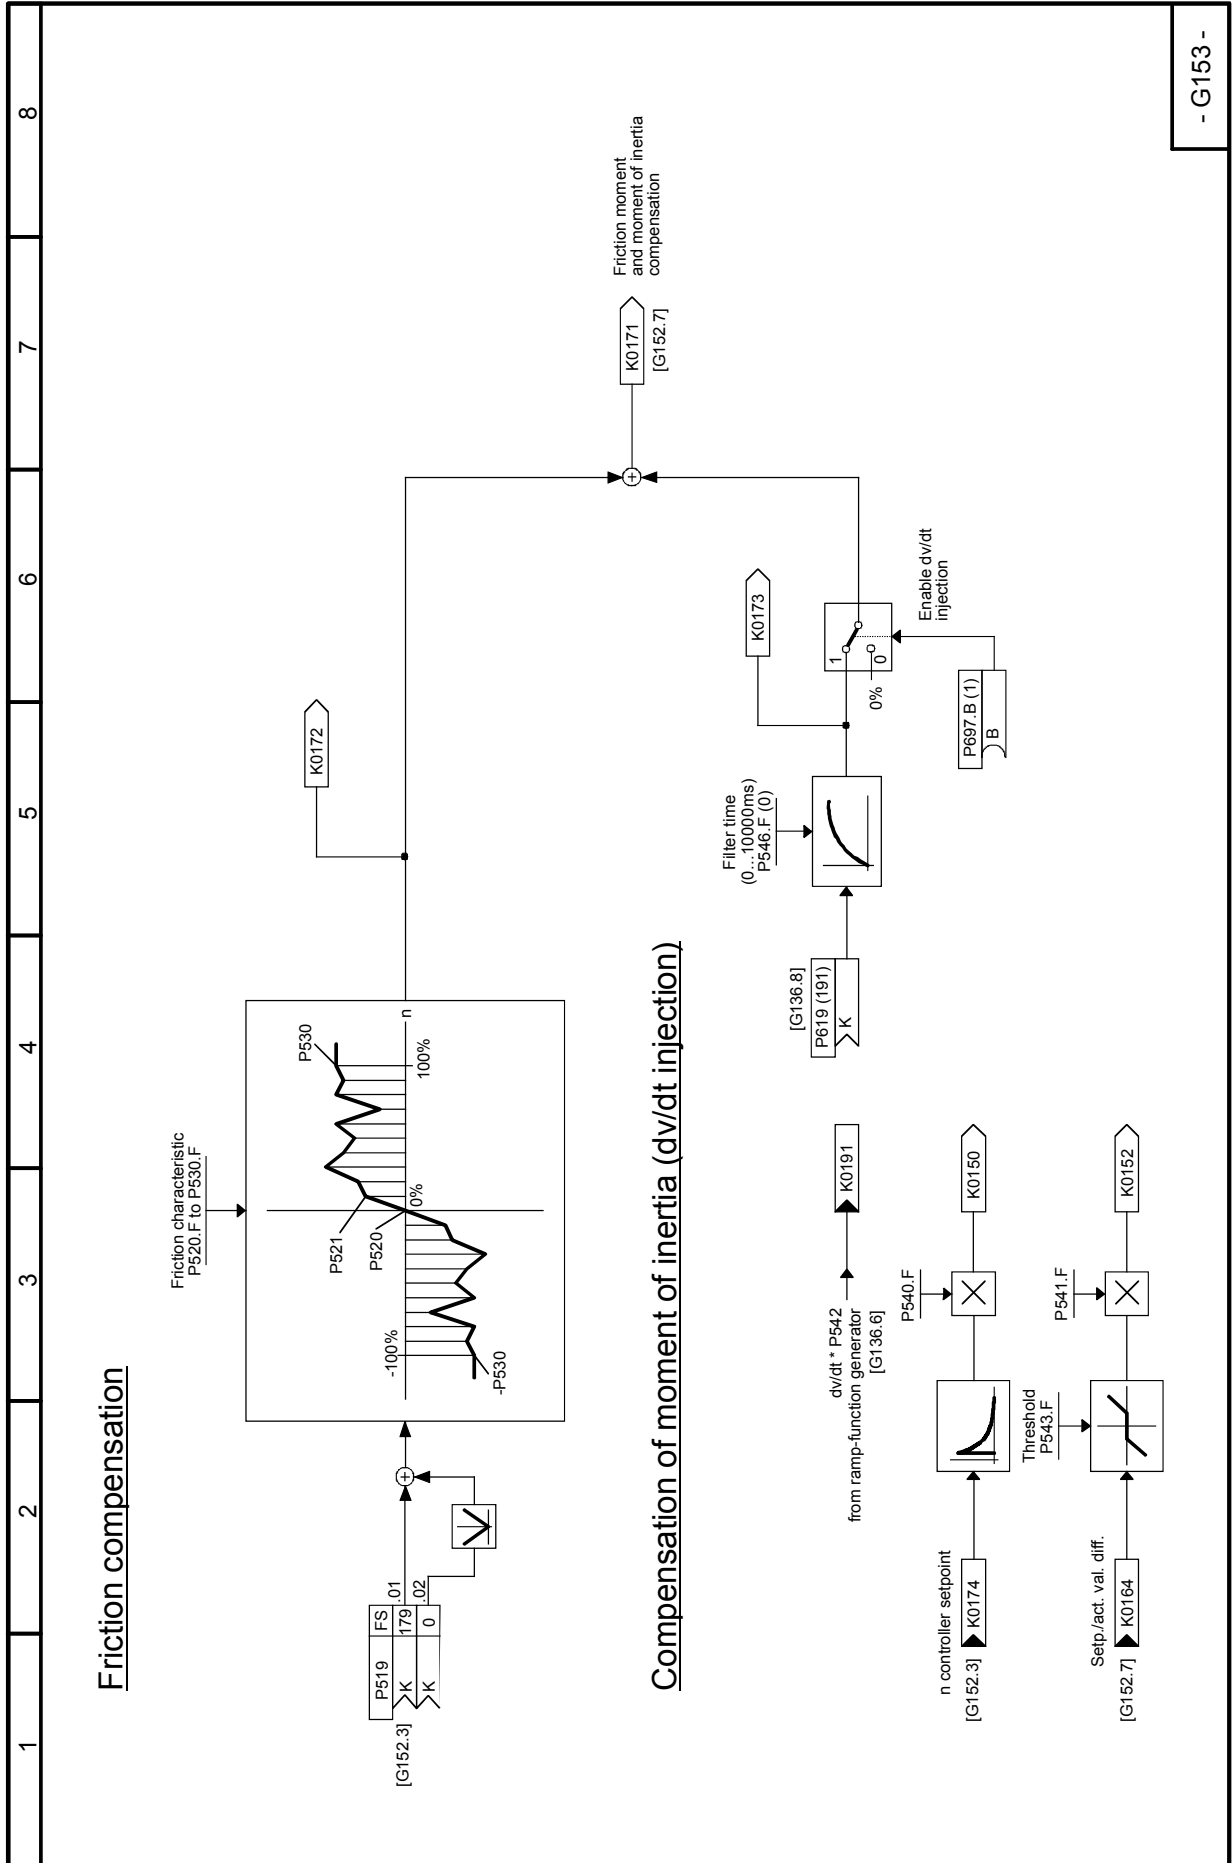 1
2
3
4
5
6
7
8
Friction compensation
Friction characteristic
P520.F to P530.F
P519
FS
K
179
.01
K
0
.02
[G152.3]
-100%
-P530
P520
P521
0%
P530
100%
n
K0172
Friction moment
and moment of inertia
compensation
K0171
[G152.7]
Compensation of moment of inertia (dv/dt injection)
dv/dt * P542
from ramp-function generator
[G136.6]
K0191
[G136.8]
P619 (191)
K
Filter time
(0...10000ms)
P546.F (0)
K0173
1
0
0%
Enable dv/dt
injection
P697.B (1)
B
n controller setpoint
[G152.3]
K0174
P540.F
K0150
Setp./act. val. diff.
[G152.7]
K0164
Threshold
P543.F
P541.F
K0152
- G153 -